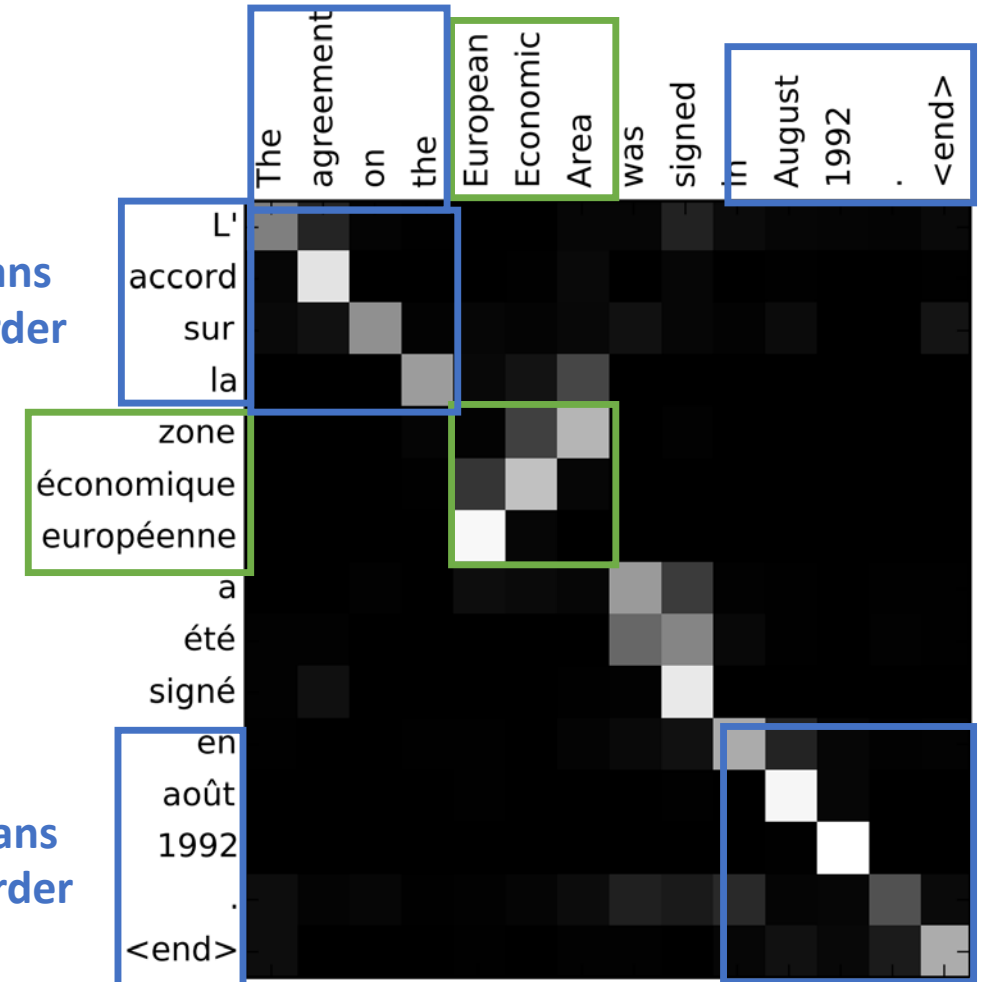 The
agreement
on
the
European
Economic
Area
was
signed
in
August
1992
.
<end>
L'
accord
sur
la
zone
économique
européenne
a
été
signé
en
août
1992
.
<end>
ans
rder
ans
rder